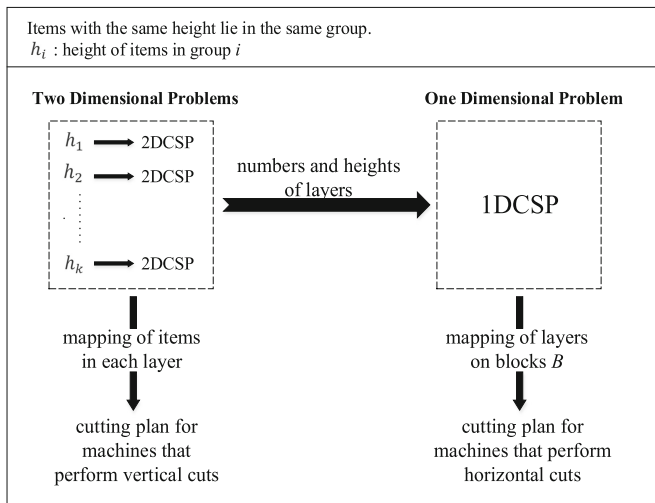 Items with the same height lie in the same group.
h_i : height of items in group i
Two Dimensional Problems
One Dimensional Problem
h_1 → 2DCSP
h_2 → 2DCSP
h_k → 2DCSP
numbers and heights
of layers
1DCSP
mapping of items
in each layer
mapping of layers
on blocks B
cutting plan for
machines that
perform vertical cuts
cutting plan for
machines that perform
horizontal cuts